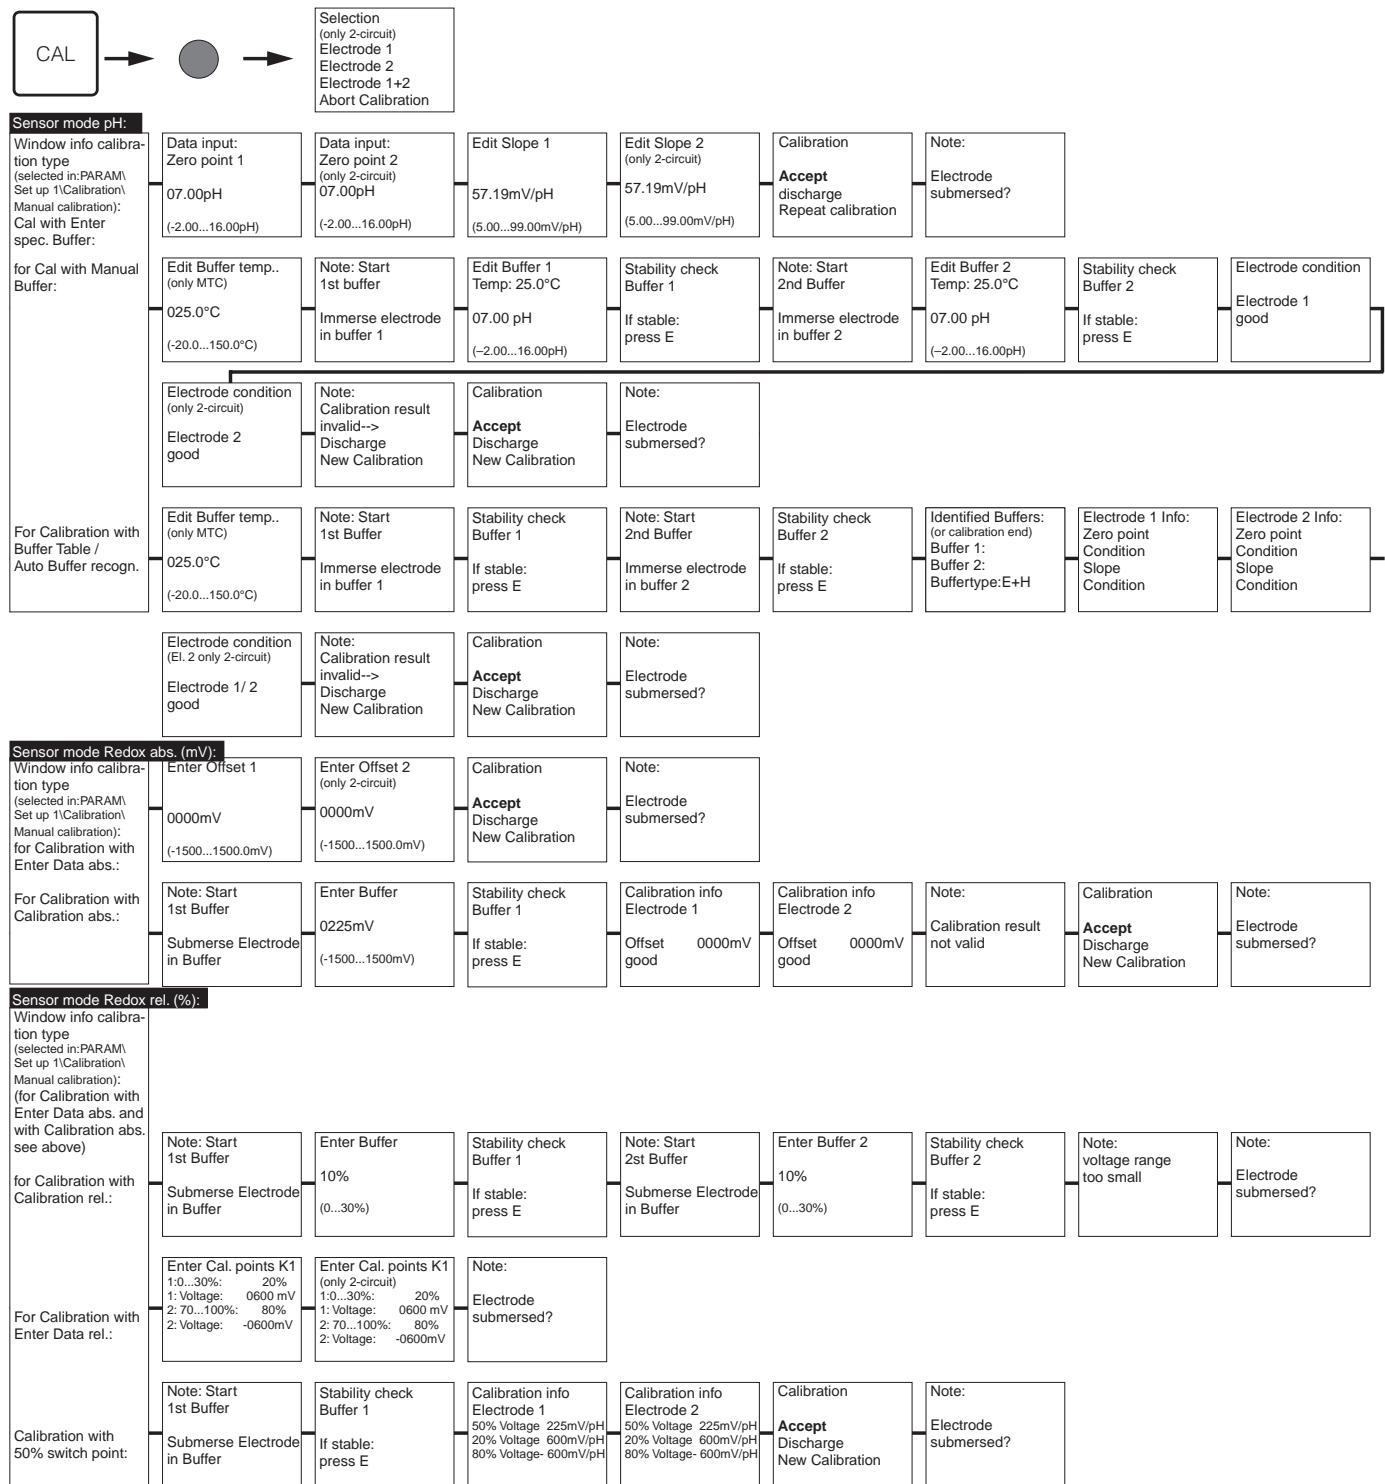 CAL
Selection
(only 2-circuit)
Electrode 1
Electrode 2
Electrode 1+2
Abort Calibration
Sensor mode pH:
Window info calibra-
tion type
(selected in:PARAM\
Set up 1\Calibration\
Manual calibration):
Cal with Enter
spec. Buffer:
Data input:
Zero point 1
07.00pH
(-2.00...16.00pH)
Data input:
Zero point 2
(only 2-circuit)
07.00pH
(-2.00...16.00pH)
Edit Slope 1
57.19mV/pH
(5.00...99.00mV/pH)
Edit Slope 2
(only 2-circuit)
57.19mV/pH
(5.00...99.00mV/pH)
Calibration
Accept
discharge
Repeat calibration
Note:
Electrode
submersed?
for Cal with Manual
Buffer:
Edit Buffer temp..
(only MTC)
025.0°C
(-20.0...150.0°C)
Note: Start
1st buffer
Immerse electrode
in buffer 1
Edit Buffer 1
Temp: 25.0°C
07.00 pH
(–2.00...16.00pH)
Stability check
Buffer 1
If stable:
press E
Note: Start
2nd Buffer
Immerse electrode
in buffer 2
Edit Buffer 2
Temp: 25.0°C
07.00 pH
(–2.00...16.00pH)
Stability check
Buffer 2
If stable:
press E
Electrode condition
Electrode 1
good
Electrode condition
(only 2-circuit)
Electrode 2
good
Note:
Calibration result
invalid-->
Discharge
New Calibration
Calibration
Accept
Discharge
New Calibration
Note:
Electrode
submersed?
For Calibration with
Buffer Table /
Auto Buffer recogn.
Edit Buffer temp..
(only MTC)
025.0°C
(-20.0...150.0°C)
Note: Start
1st Buffer
Immerse electrode
in buffer 1
Stability check
Buffer 1
If stable:
press E
Note: Start
2nd Buffer
Immerse electrode
in buffer 2
Stability check
Buffer 2
If stable:
press E
Identified Buffers:
(or calibration end)
Buffer 1:
Buffer 2:
Buffertype:E+H
Electrode 1 Info:
Zero point
Condition
Slope
Condition
Electrode 2 Info:
Zero point
Condition
Slope
Condition
Electrode condition
(El. 2 only 2-circuit)
Electrode 1/ 2
good
Note:
Calibration result
invalid-->
Discharge
New Calibration
Calibration
Accept
Discharge
New Calibration
Note:
Electrode
submersed?
Sensor mode Redox abs. (mV):
Window info calibra-
tion type
(selected in:PARAM\
Set up 1\Calibration\
Manual calibration):
for Calibration with
Enter Data abs.:
Enter Offset 1
0000mV
(-1500...1500.0mV)
Enter Offset 2
(only 2-circuit)
0000mV
(-1500...1500.0mV)
Calibration
Accept
Discharge
New Calibration
Note:
Electrode
submersed?
For Calibration with
Calibration abs.:
Note: Start
1st Buffer
Submerse Electrode
in Buffer
Enter Buffer
0225mV
(-1500...1500mV)
Stability check
Buffer 1
If stable:
press E
Calibration info
Electrode 1
Offset 0000mV
good
Calibration info
Electrode 2
Offset 0000mV
good
Note:
Calibration result
not valid
Calibration
Accept
Discharge
New Calibration
Note:
Electrode
submersed?
Sensor mode Redox rel. (%):
Window info calibra-
tion type
(selected in:PARAM\
Set up 1\Calibration\
Manual calibration):
(for Calibration with
Enter Data abs. and
with Calibration abs.
see above)
for Calibration with
Calibration rel.:
Note: Start
1st Buffer
Submerse Electrode
in Buffer
Enter Buffer
10%
(0...30%)
Stability check
Buffer 1
If stable:
press E
Note: Start
2st Buffer
Submerse Electrode
in Buffer
Enter Buffer 2
10%
(0...30%)
Stability check
Buffer 2
If stable:
press E
Note:
voltage range
too small
Note:
Electrode
submersed?
For Calibration with
Enter Data rel.:
Enter Cal. points K1
1:0...30%: 20%
1: Voltage: 0600 mV
2: 70...100%: 80%
2: Voltage: -0600mV
Enter Cal. points K1
(only 2-circuit)
1:0...30%: 20%
1: Voltage: 0600 mV
2: 70...100%: 80%
2: Voltage: -0600mV
Note:
Electrode
submersed?
Calibration with
50% switch point:
Note: Start
1st Buffer
Submerse Electrode
in Buffer
Stability check
Buffer 1
If stable:
press E
Calibration info
Electrode 1
50% Voltage 225mV/pH
20% Voltage 600mV/pH
80% Voltage- 600mV/pH
Calibration info
Electrode 2
50% Voltage 225mV/pH
20% Voltage 600mV/pH
80% Voltage- 600mV/pH
Calibration
Accept
Discharge
New Calibration
Note:
Electrode
submersed?